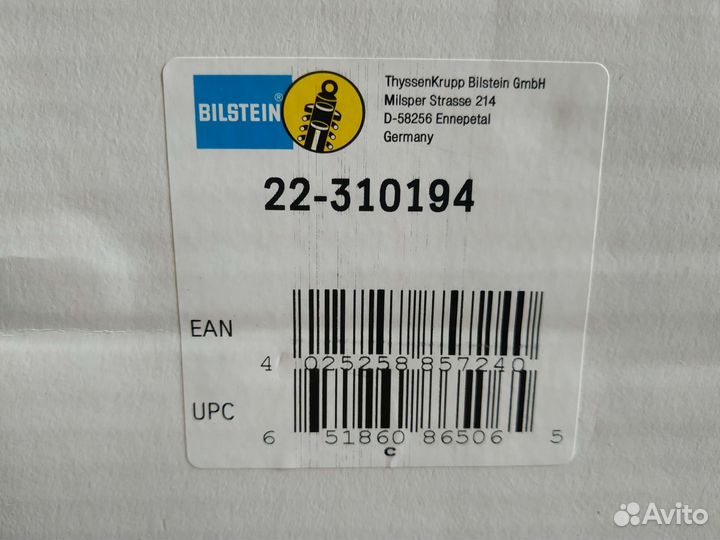 BILSTEIN®
ThyssenKrupp Bilstein GmbH
Milsper Strasse 214
D-58256 Ennepetal
Germany
22-310194
EAN
4 025258 857240
UPC
6 51860 86506 5
C
Avito